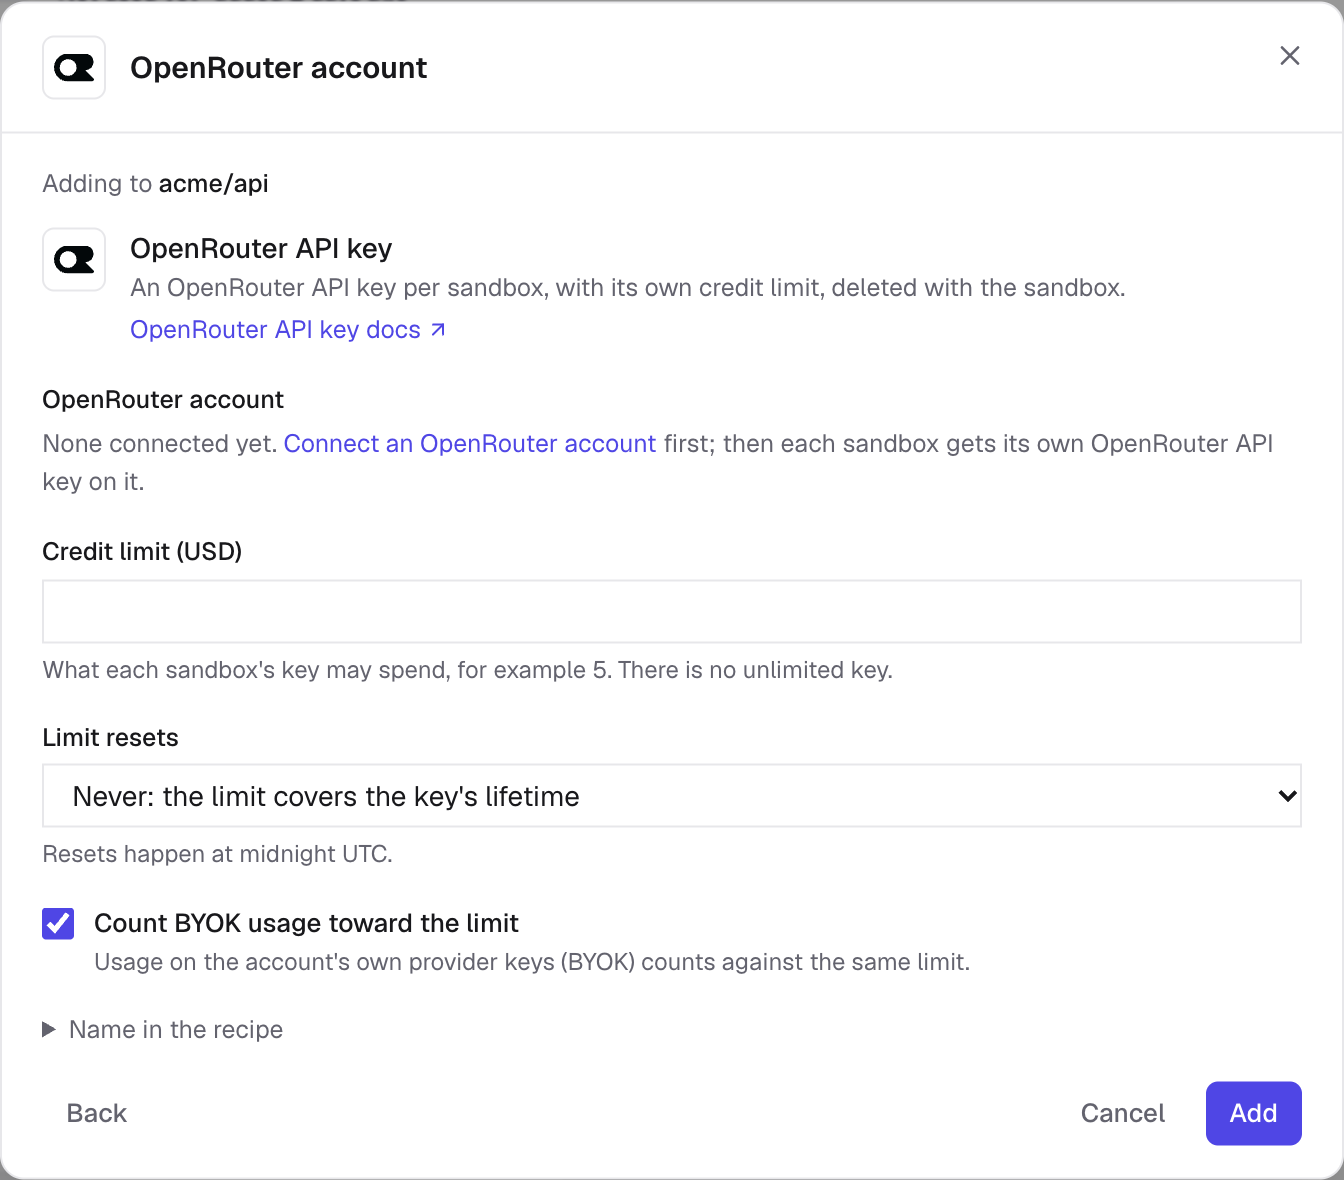 OpenRouter account
Adding to acme/api
OpenRouter API key
An OpenRouter API key per sandbox, with its own credit limit, deleted with the sandbox.
OpenRouter API key docs ↗
OpenRouter account
None connected yet. Connect an OpenRouter account first; then each sandbox gets its own OpenRouter API
key on it.
Credit limit (USD)
What each sandbox's key may spend, for example 5. There is no unlimited key.
Limit resets
Never: the limit covers the key's lifetime
Resets happen at midnight UTC.
Count BYOK usage toward the limit
Usage on the account's own provider keys (BYOK) counts against the same limit.
Name in the recipe
Back
Cancel
Add